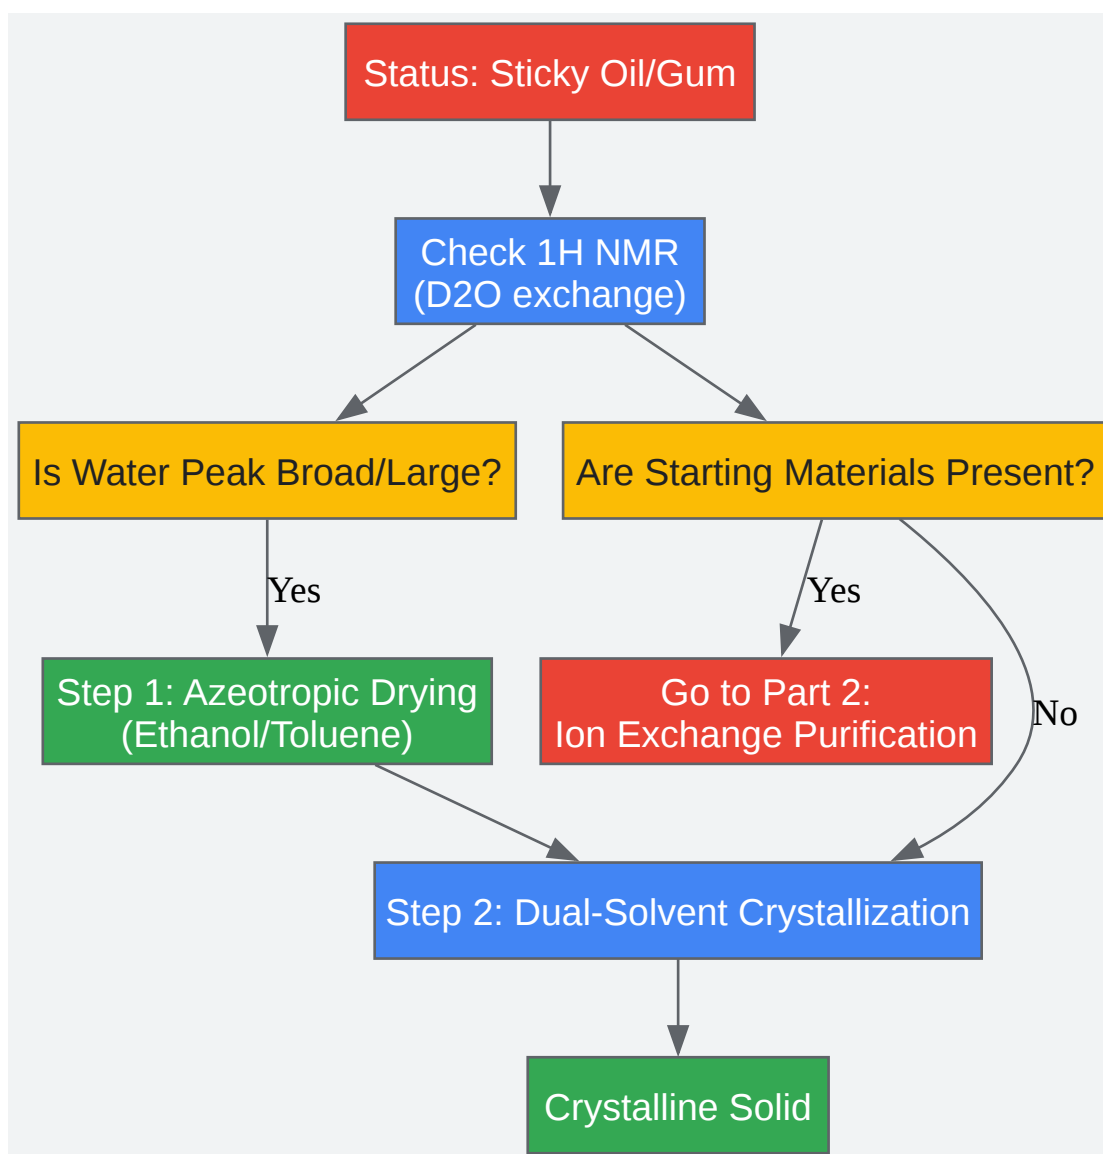 Status: Sticky Oil/Gum
Check 1H NMR
(D2O exchange)
Is Water Peak Broad/Large?
Are Starting Materials Present?
Yes
Yes
No
Step 1: Azeotropic Drying
(Ethanol/Toluene)
Go to Part 2:
Ion Exchange Purification
Step 2: Dual-Solvent Crystallization
Crystalline Solid